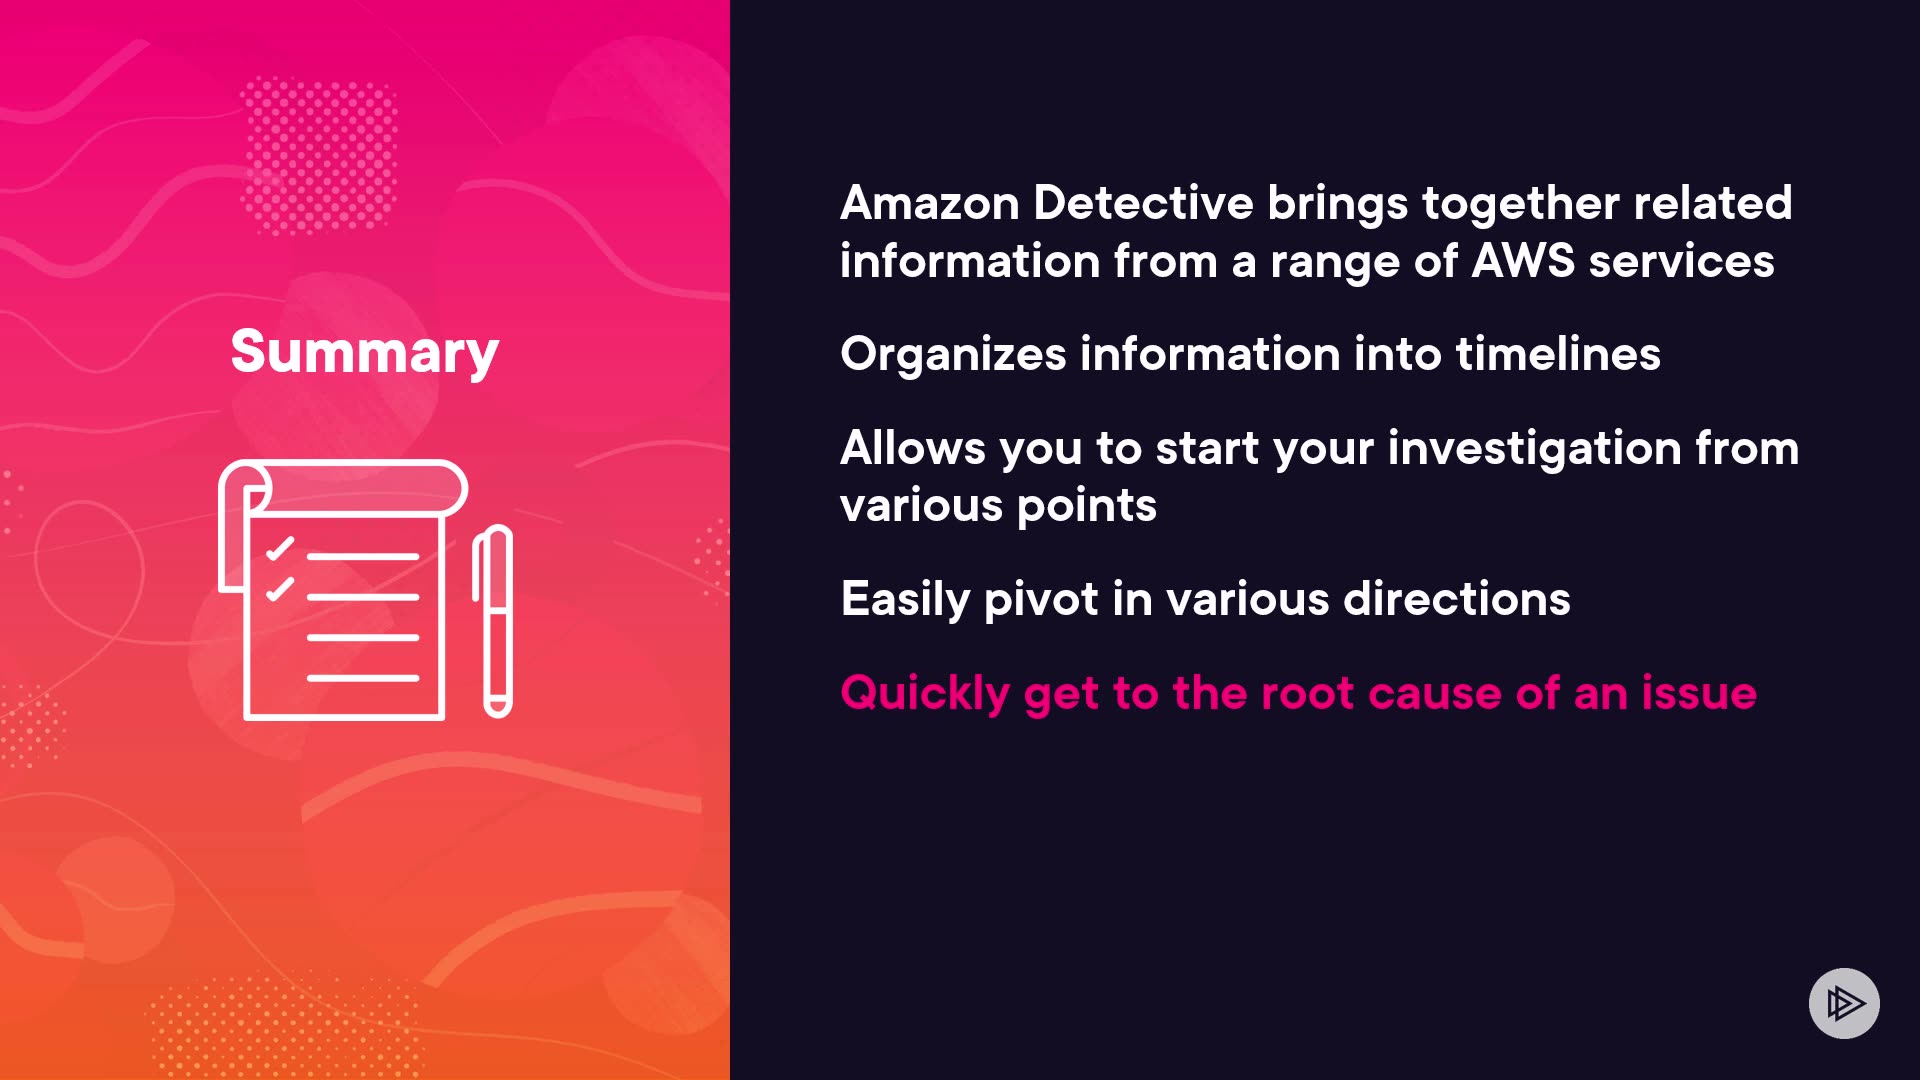 Summary
Amazon Detective brings together related
information from a range of AWS services
Organizes information into timelines
Allows you to start your investigation from
various points
Easily pivot in various directions
Quickly get to the root cause of an issue